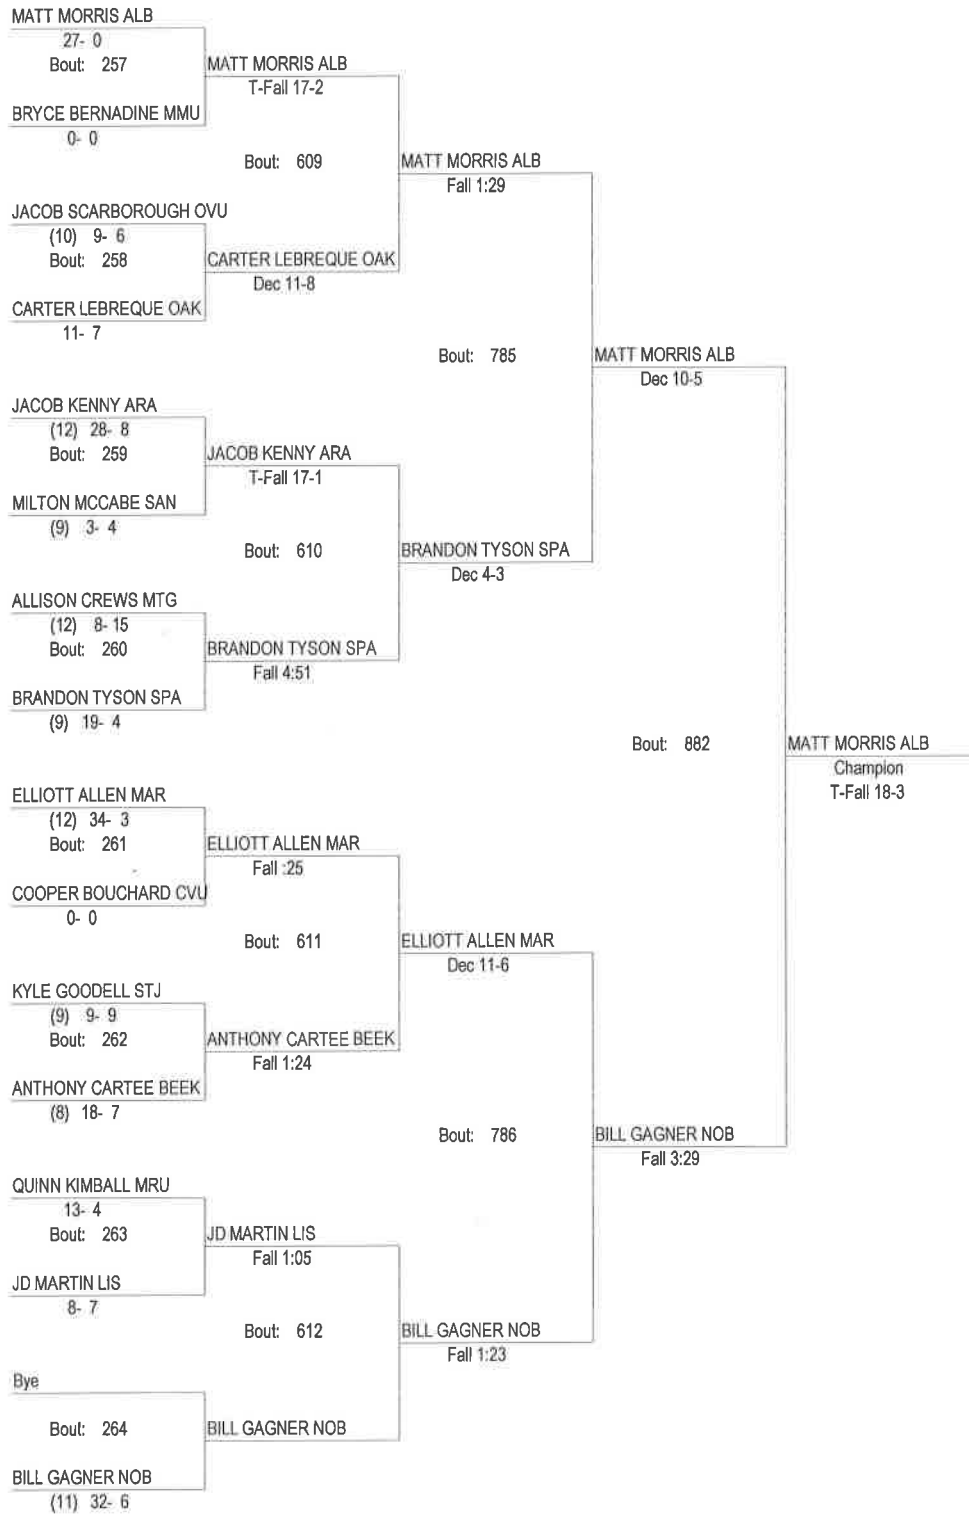 MATT MORRIS ALB
27- 0
Bout: 257
MATT MORRIS ALB
T-Fall 17-2
BRYCE BERNADINE MMU
0- 0
Bout: 609
MATT MORRIS ALB
Fall 1:29
JACOB SCARBOROUGH OVU
(10) 9- 6
Bout: 258
CARTER LEBREQUE OAK
Dec 11-8
CARTER LEBREQUE OAK
11- 7
Bout: 785
MATT MORRIS ALB
Dec 10-5
JACOB KENNY ARA
(12) 28- 8
Bout: 259
JACOB KENNY ARA
T-Fall 17-1
MILTON MCCABE SAN
(9) 3- 4
Bout: 610
BRANDON TYSON SPA
Dec 4-3
ALLISON CREWS MTG
(12) 8- 15
Bout: 260
BRANDON TYSON SPA
Fall 4:51
BRANDON TYSON SPA
(9) 19- 4
Bout: 882
MATT MORRIS ALB
Champion
T-Fall 18-3
ELLIOTT ALLEN MAR
(12) 34- 3
Bout: 261
ELLIOTT ALLEN MAR
Fall :25
COOPER BOUCHARD CVU
0- 0
Bout: 611
ELLIOTT ALLEN MAR
Dec 11-6
KYLE GOODELL STJ
(9) 9- 9
Bout: 262
ANTHONY CARTEE BEEK
Fall 1:24
ANTHONY CARTEE BEEK
(8) 18- 7
Bout: 786
BILL GAGNER NOB
Fall 3:29
QUINN KIMBALL MRU
13- 4
Bout: 263
JD MARTIN LIS
Fall 1:05
JD MARTIN LIS
8- 7
Bout: 612
BILL GAGNER NOB
Fall 1:23
Bye
Bout: 264
BILL GAGNER NOB
BILL GAGNER NOB
(11) 32- 6